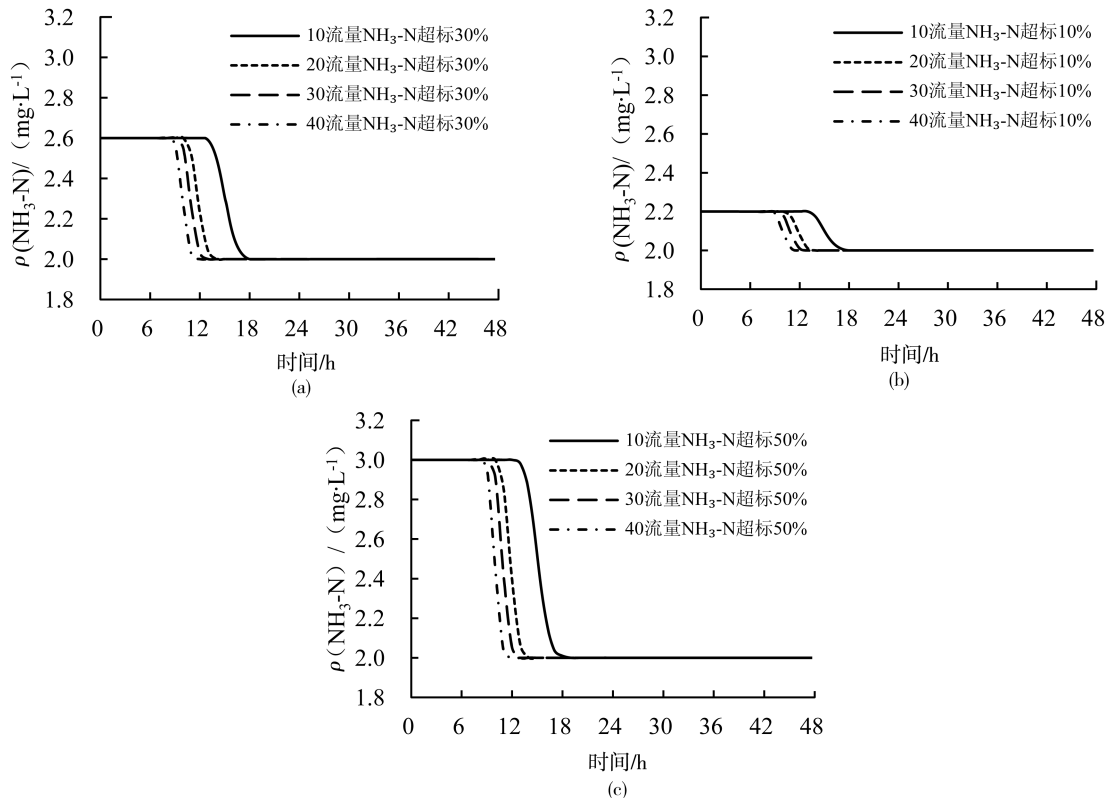 3.2
3.0
2.8
2.6
2.4
2.2
2.0
1.8
ρ(NH₃-N)/（mg·L⁻¹）
10流量NH₃-N超标30%
20流量NH₃-N超标30%
30流量NH₃-N超标30%
40流量NH₃-N超标30%
0 6 12 18 24 30 36 42 48
时间/h
(a)
3.2
3.0
2.8
2.6
2.4
2.2
2.0
1.8
ρ(NH₃-N)/（mg·L⁻¹）
10流量NH₃-N超标10%
20流量NH₃-N超标10%
30流量NH₃-N超标10%
40流量NH₃-N超标10%
0 6 12 18 24 30 36 42 48
时间/h
(b)
3.2
3.0
2.8
2.6
2.4
2.2
2.0
1.8
ρ（NH₃-N）/（mg·L⁻¹）
10流量NH₃-N超标50%
20流量NH₃-N超标50%
30流量NH₃-N超标50%
40流量NH₃-N超标50%
0 6 12 18 24 30 36 42 48
时间/h
(c)